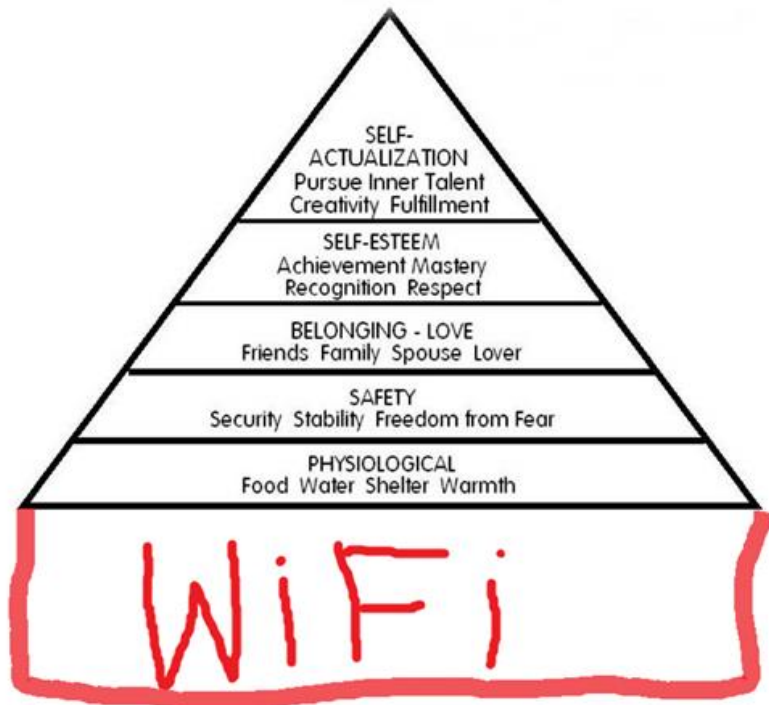 SELF-
ACTUALIZATION
Pursue Inner Talent
Creativity Fulfillment
SELF-ESTEEM
Achievement Mastery
Recognition Respect
BELONGING - LOVE
Friends Family Spouse Lover
SAFETY
Security Stability Freedom from Fear
PHYSIOLOGICAL
Food Water Shelter Warmth
WiFi